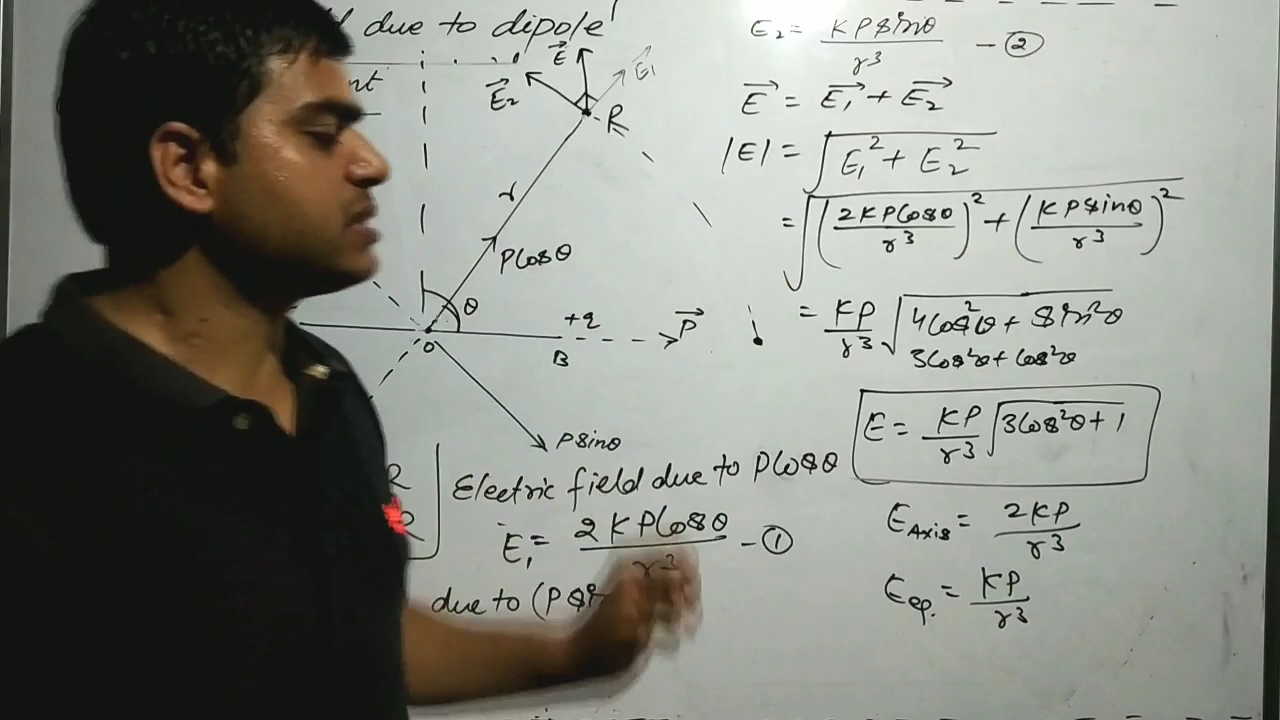 due to dipole
E⃗
E⃗₁
E⃗₂
R
r
Pcosθ
θ
+q
P⃗
O
B
Psinθ
R
R
Electric field due to Pcosθ
E₁ = 2KPcosθ/r³ — ①
due to (Psi
E₂ = KPsinθ/r³ — ②
E⃗ = E⃗₁ + E⃗₂
|E| = √(E₁² + E₂²)
= √((2KPcosθ/r³)² + (KPsinθ/r³)²)
= KP/r³ √(4cos²θ + sin²θ)
3cos²θ + cos²θ
E = KP/r³ √(3cos²θ + 1)
E_Axis = 2KP/r³
E_eq. = KP/r³